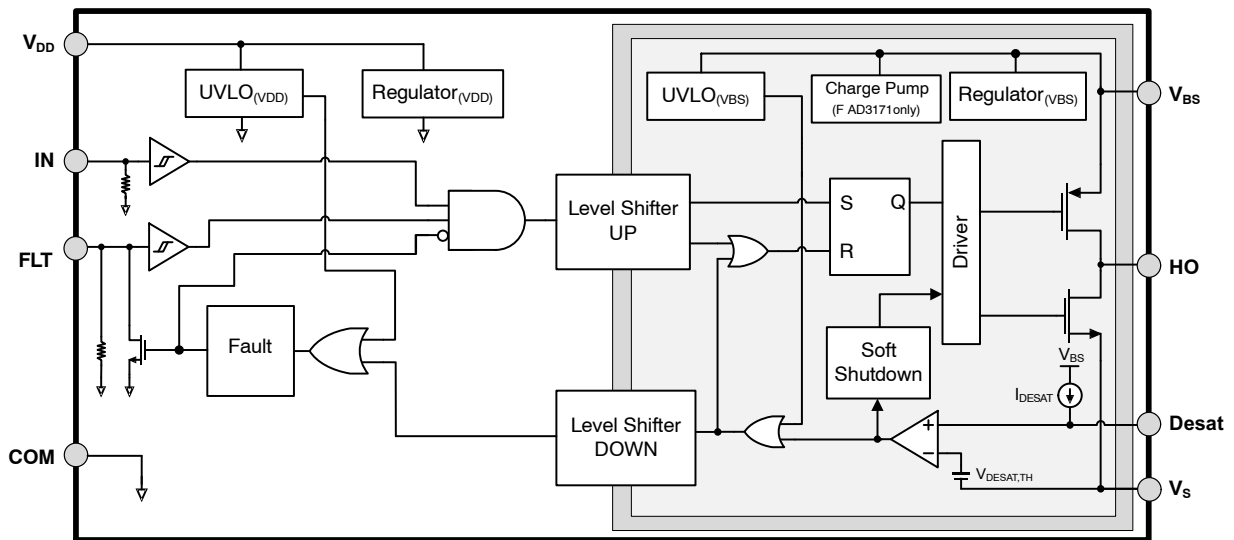 VDD
UVLO(VDD)
Regulator(VDD)
UVLO(VBS)
Charge Pump
(F AD3171only)
Regulator(VBS)
VBS
IN
FLT
Level Shifter
UP
S
Q
R
Driver
HO
Fault
Soft
Shutdown
VBS
IDESAT
Level Shifter
DOWN
+
−
VDESAT,TH
Desat
COM
VS